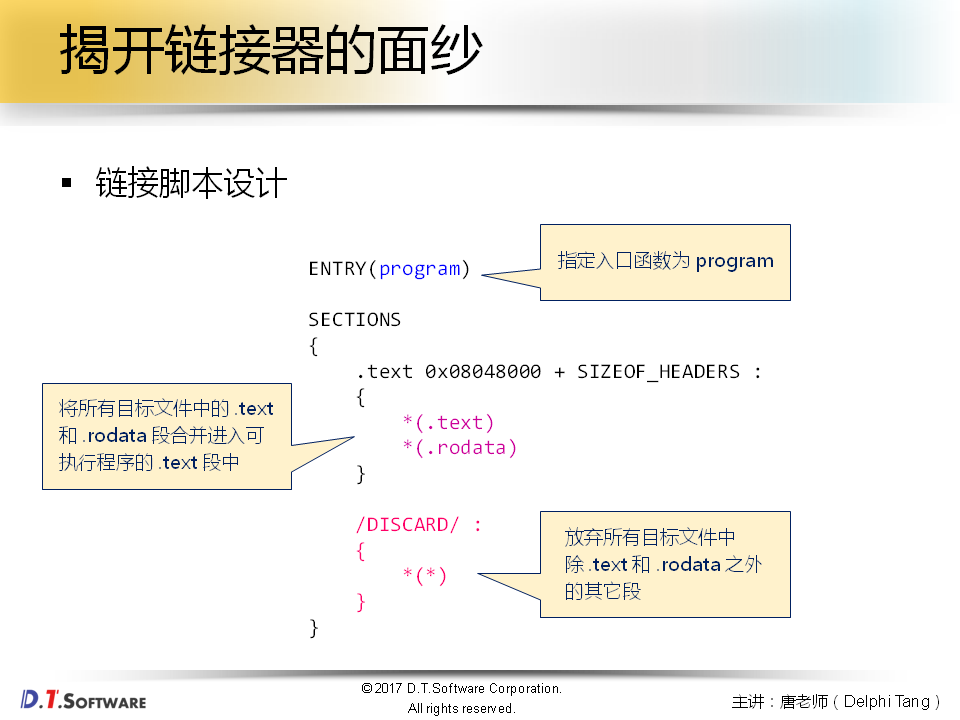 揭开链接器的面纱
▪ 链接脚本设计
指定入口函数为 program
ENTRY(program)
SECTIONS
{
.text 0x08048000 + SIZEOF_HEADERS :
{
*(.text)
*(.rodata)
}
将所有目标文件中的 .text
和 .rodata 段合并进入可
执行程序的 .text 段中
/DISCARD/ :
{
*(*)
}
}
放弃所有目标文件中
除 .text 和 .rodata 之外
的其它段
D.T.SOFTWARE
©2017 D.T.Software Corporation.
All rights reserved.
主讲：唐老师（Delphi Tang）